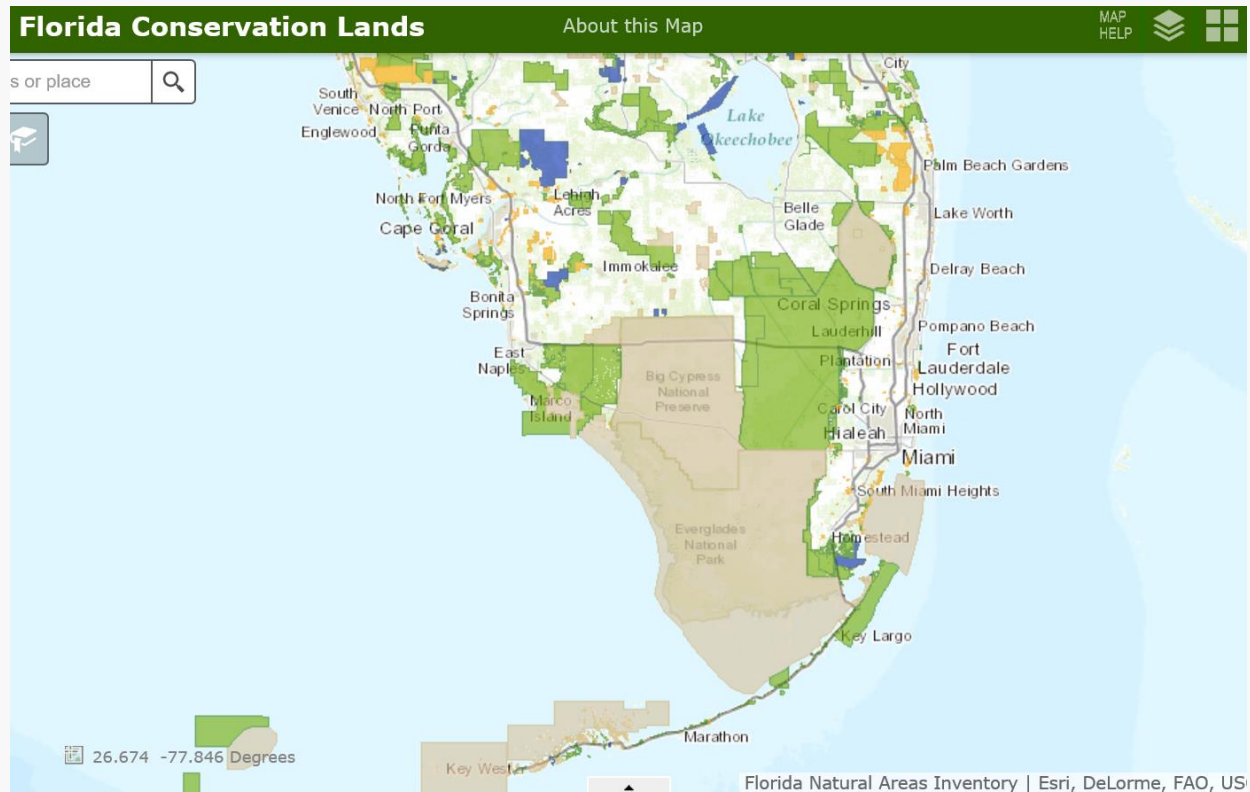 Florida Conservation Lands
About this Map
MAP
HELP
s or place
City
South
Venice
North Port
Englewood
Punta
Gorda
Lake
Okeechobee
Palm Beach Gardens
North Fort Myers
Lehigh
Acres
Belle
Glade
Lake Worth
Cape Coral
Immokalee
Delray Beach
Bonita
Springs
Coral Springs
Lauderhill
Pompano Beach
East
Naples
Plantation
Fort
Lauderdale
Hollywood
Big Cypress
National
Preserve
Marco
Island
Carol City
North
Miami
Hialeah
Miami
South Miami Heights
Everglades
National
Park
Homestead
Key Largo
Marathon
26.674 -77.846 Degrees
Key West
Florida Natural Areas Inventory | Esri, DeLorme, FAO, US